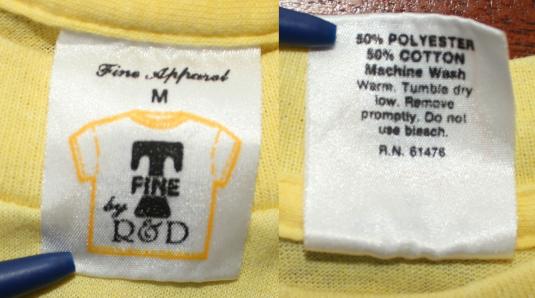 Fine Apparel
M
T
FINE
by
R&D
50% POLYESTER
50% COTTON
Machine Wash
Warm. Tumble dry
low. Remove
promptly. Do not
use bleach.
R.N. 61476